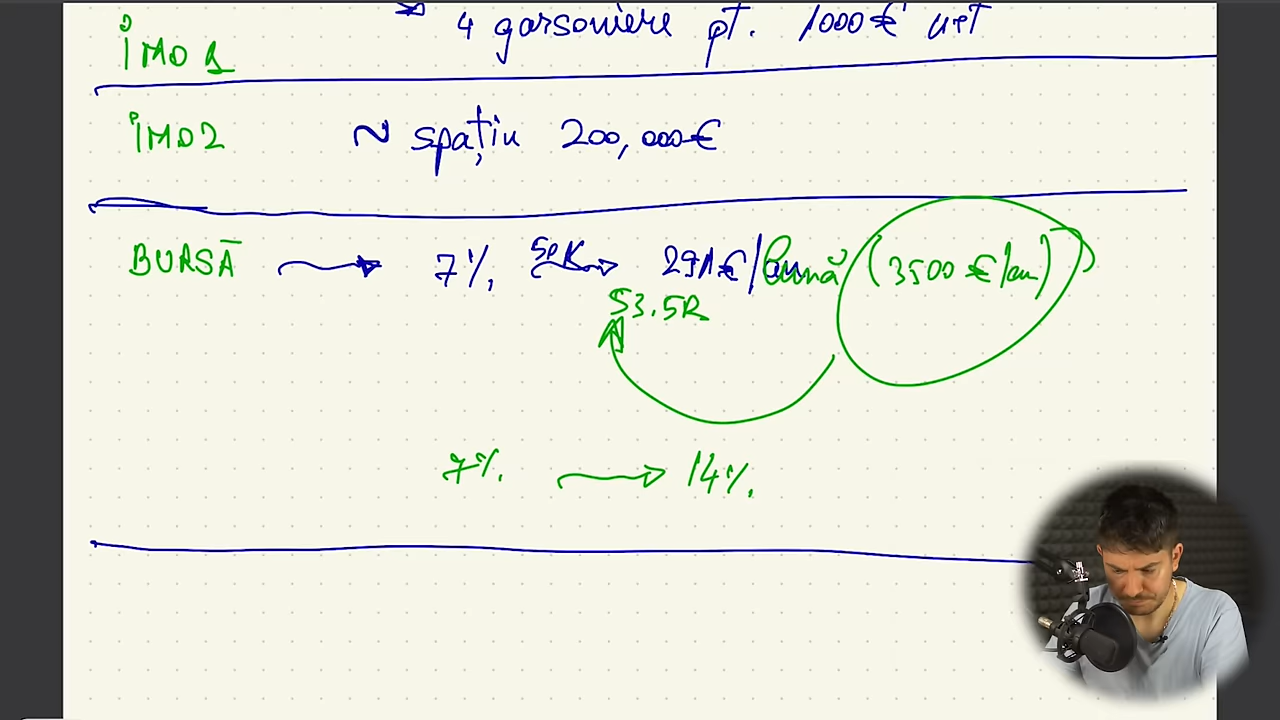 → 4 garsoniere pt. 1000€
IMO 1
IMO2 ~ spațiu 200,000€
BURSĂ → 7% 50K → 291€/lună (3500€/an)
53.5K
7% → 14%